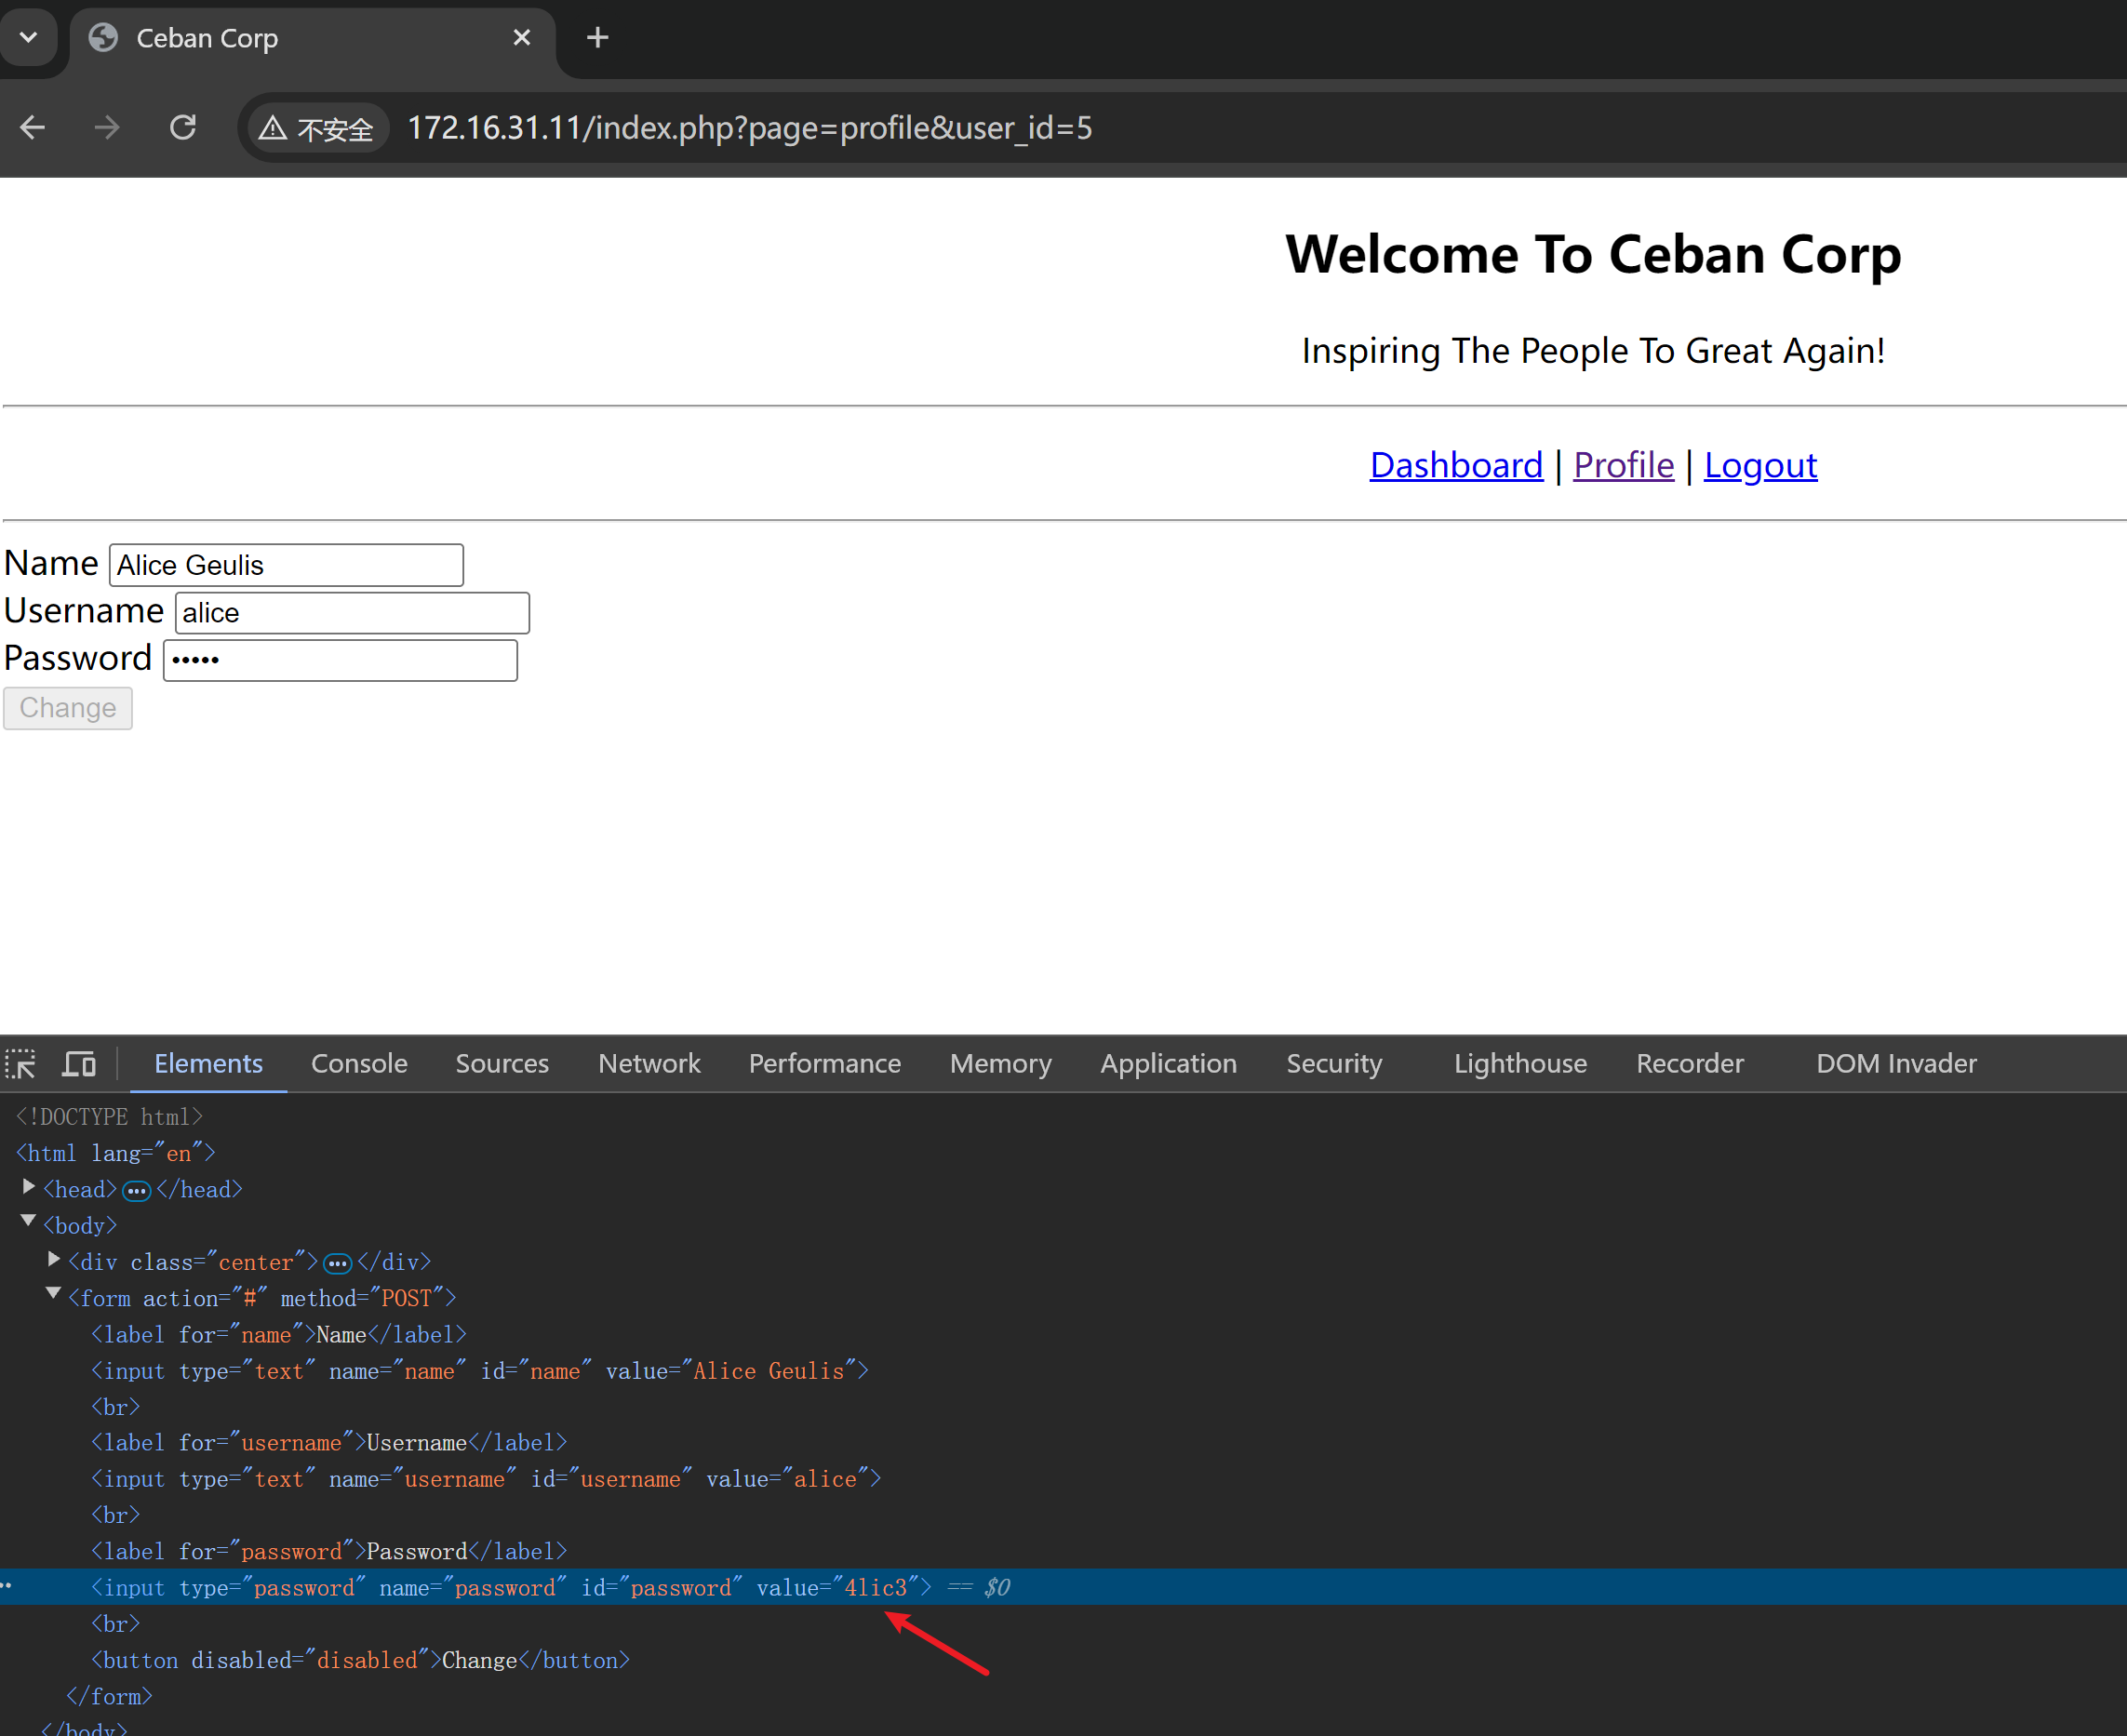 Ceban Corp
不安全 172.16.31.11/index.php?page=profile&user_id=5
Welcome To Ceban Corp
Inspiring The People To Great Again!
Dashboard | Profile | Logout
Name Alice Geulis
Username alice
Password •••••
Change
Elements Console Sources Network Performance Memory Application Security Lighthouse Recorder DOM Invader
<!DOCTYPE html>
<html lang="en">
<head>…</head>
<body>
<div class="center">…</div>
<form action="#" method="POST">
<label for="name">Name</label>
<input type="text" name="name" id="name" value="Alice Geulis">
<br>
<label for="username">Username</label>
<input type="text" name="username" id="username" value="alice">
<br>
<label for="password">Password</label>
<input type="password" name="password" id="password" value="4lic3"> == $0
<br>
<button disabled="disabled">Change</button>
</form>
</body>